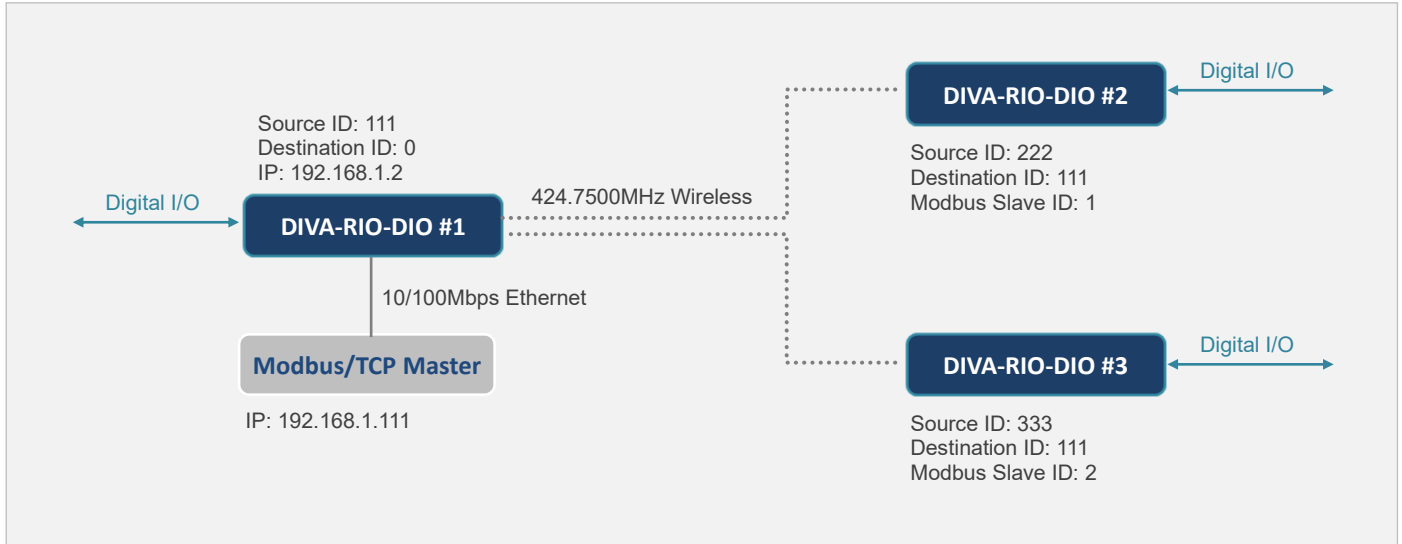 Source ID: 111
Destination ID: 0
IP: 192.168.1.2
Digital I/O
DIVA-RIO-DIO #1
10/100Mbps Ethernet
Modbus/TCP Master
IP: 192.168.1.111
424.7500MHz Wireless
DIVA-RIO-DIO #2
Digital I/O
Source ID: 222
Destination ID: 111
Modbus Slave ID: 1
DIVA-RIO-DIO #3
Digital I/O
Source ID: 333
Destination ID: 111
Modbus Slave ID: 2